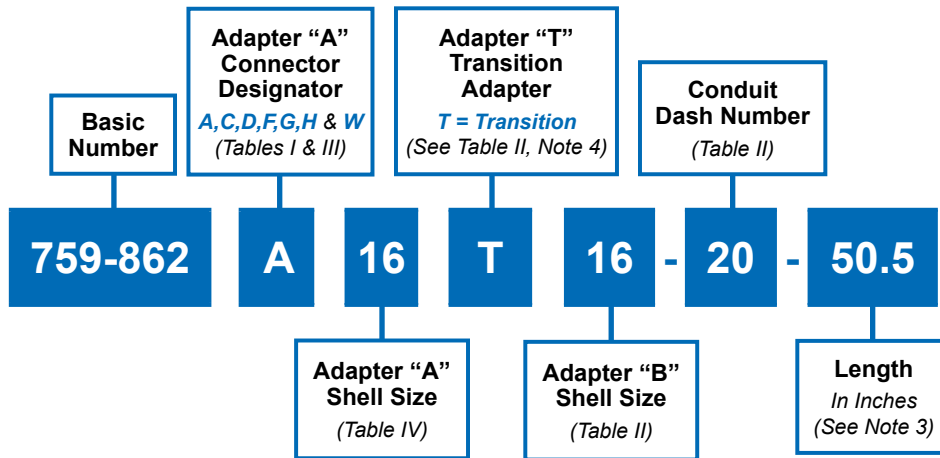 Basic
Number
Adapter “A”
Connector
Designator
A,C,D,F,G,H & W
(Tables I & III)
Adapter “T”
Transition
Adapter
T = Transition
(See Table II, Note 4)
Conduit
Dash Number
(Table II)
759-862 A 16 T 16 - 20 - 50.5
Adapter “A”
Shell Size
(Table IV)
Adapter “B”
Shell Size
(Table II)
Length
In Inches
(See Note 3)